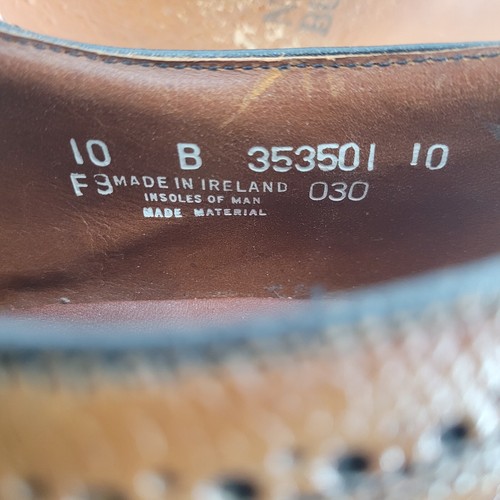 10 B 353501 10
F9 MADE IN IRELAND 030
INSOLES OF MAN
MADE MATERIAL